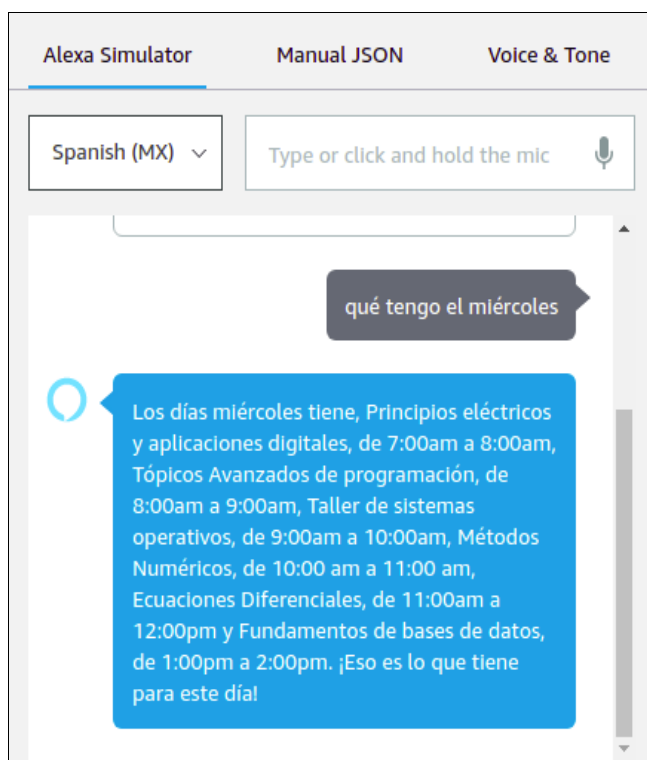 Alexa Simulator Manual JSON Voice & Tone
Spanish (MX) Type or click and hold the mic
qué tengo el miércoles
Los días miércoles tiene, Principios eléctricos
y aplicaciones digitales, de 7:00am a 8:00am,
Tópicos Avanzados de programación, de
8:00am a 9:00am, Taller de sistemas
operativos, de 9:00am a 10:00am, Métodos
Numéricos, de 10:00 am a 11:00 am,
Ecuaciones Diferenciales, de 11:00am a
12:00pm y Fundamentos de bases de datos,
de 1:00pm a 2:00pm. ¡Eso es lo que tiene
para este día!